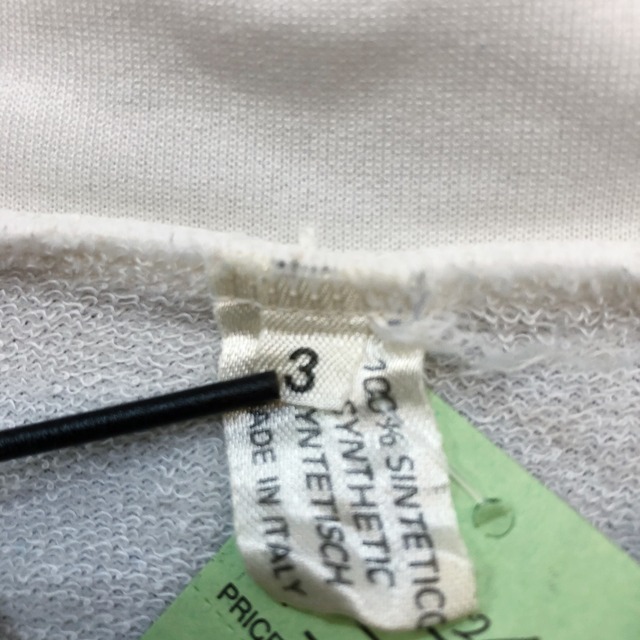 3
100% SINTETICO
SYNTHETIC
SYNTETISCH
MADE IN ITALY
PRICE